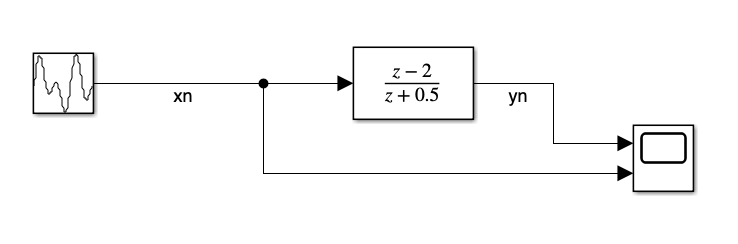 z − 2
z + 0.5
xn
yn